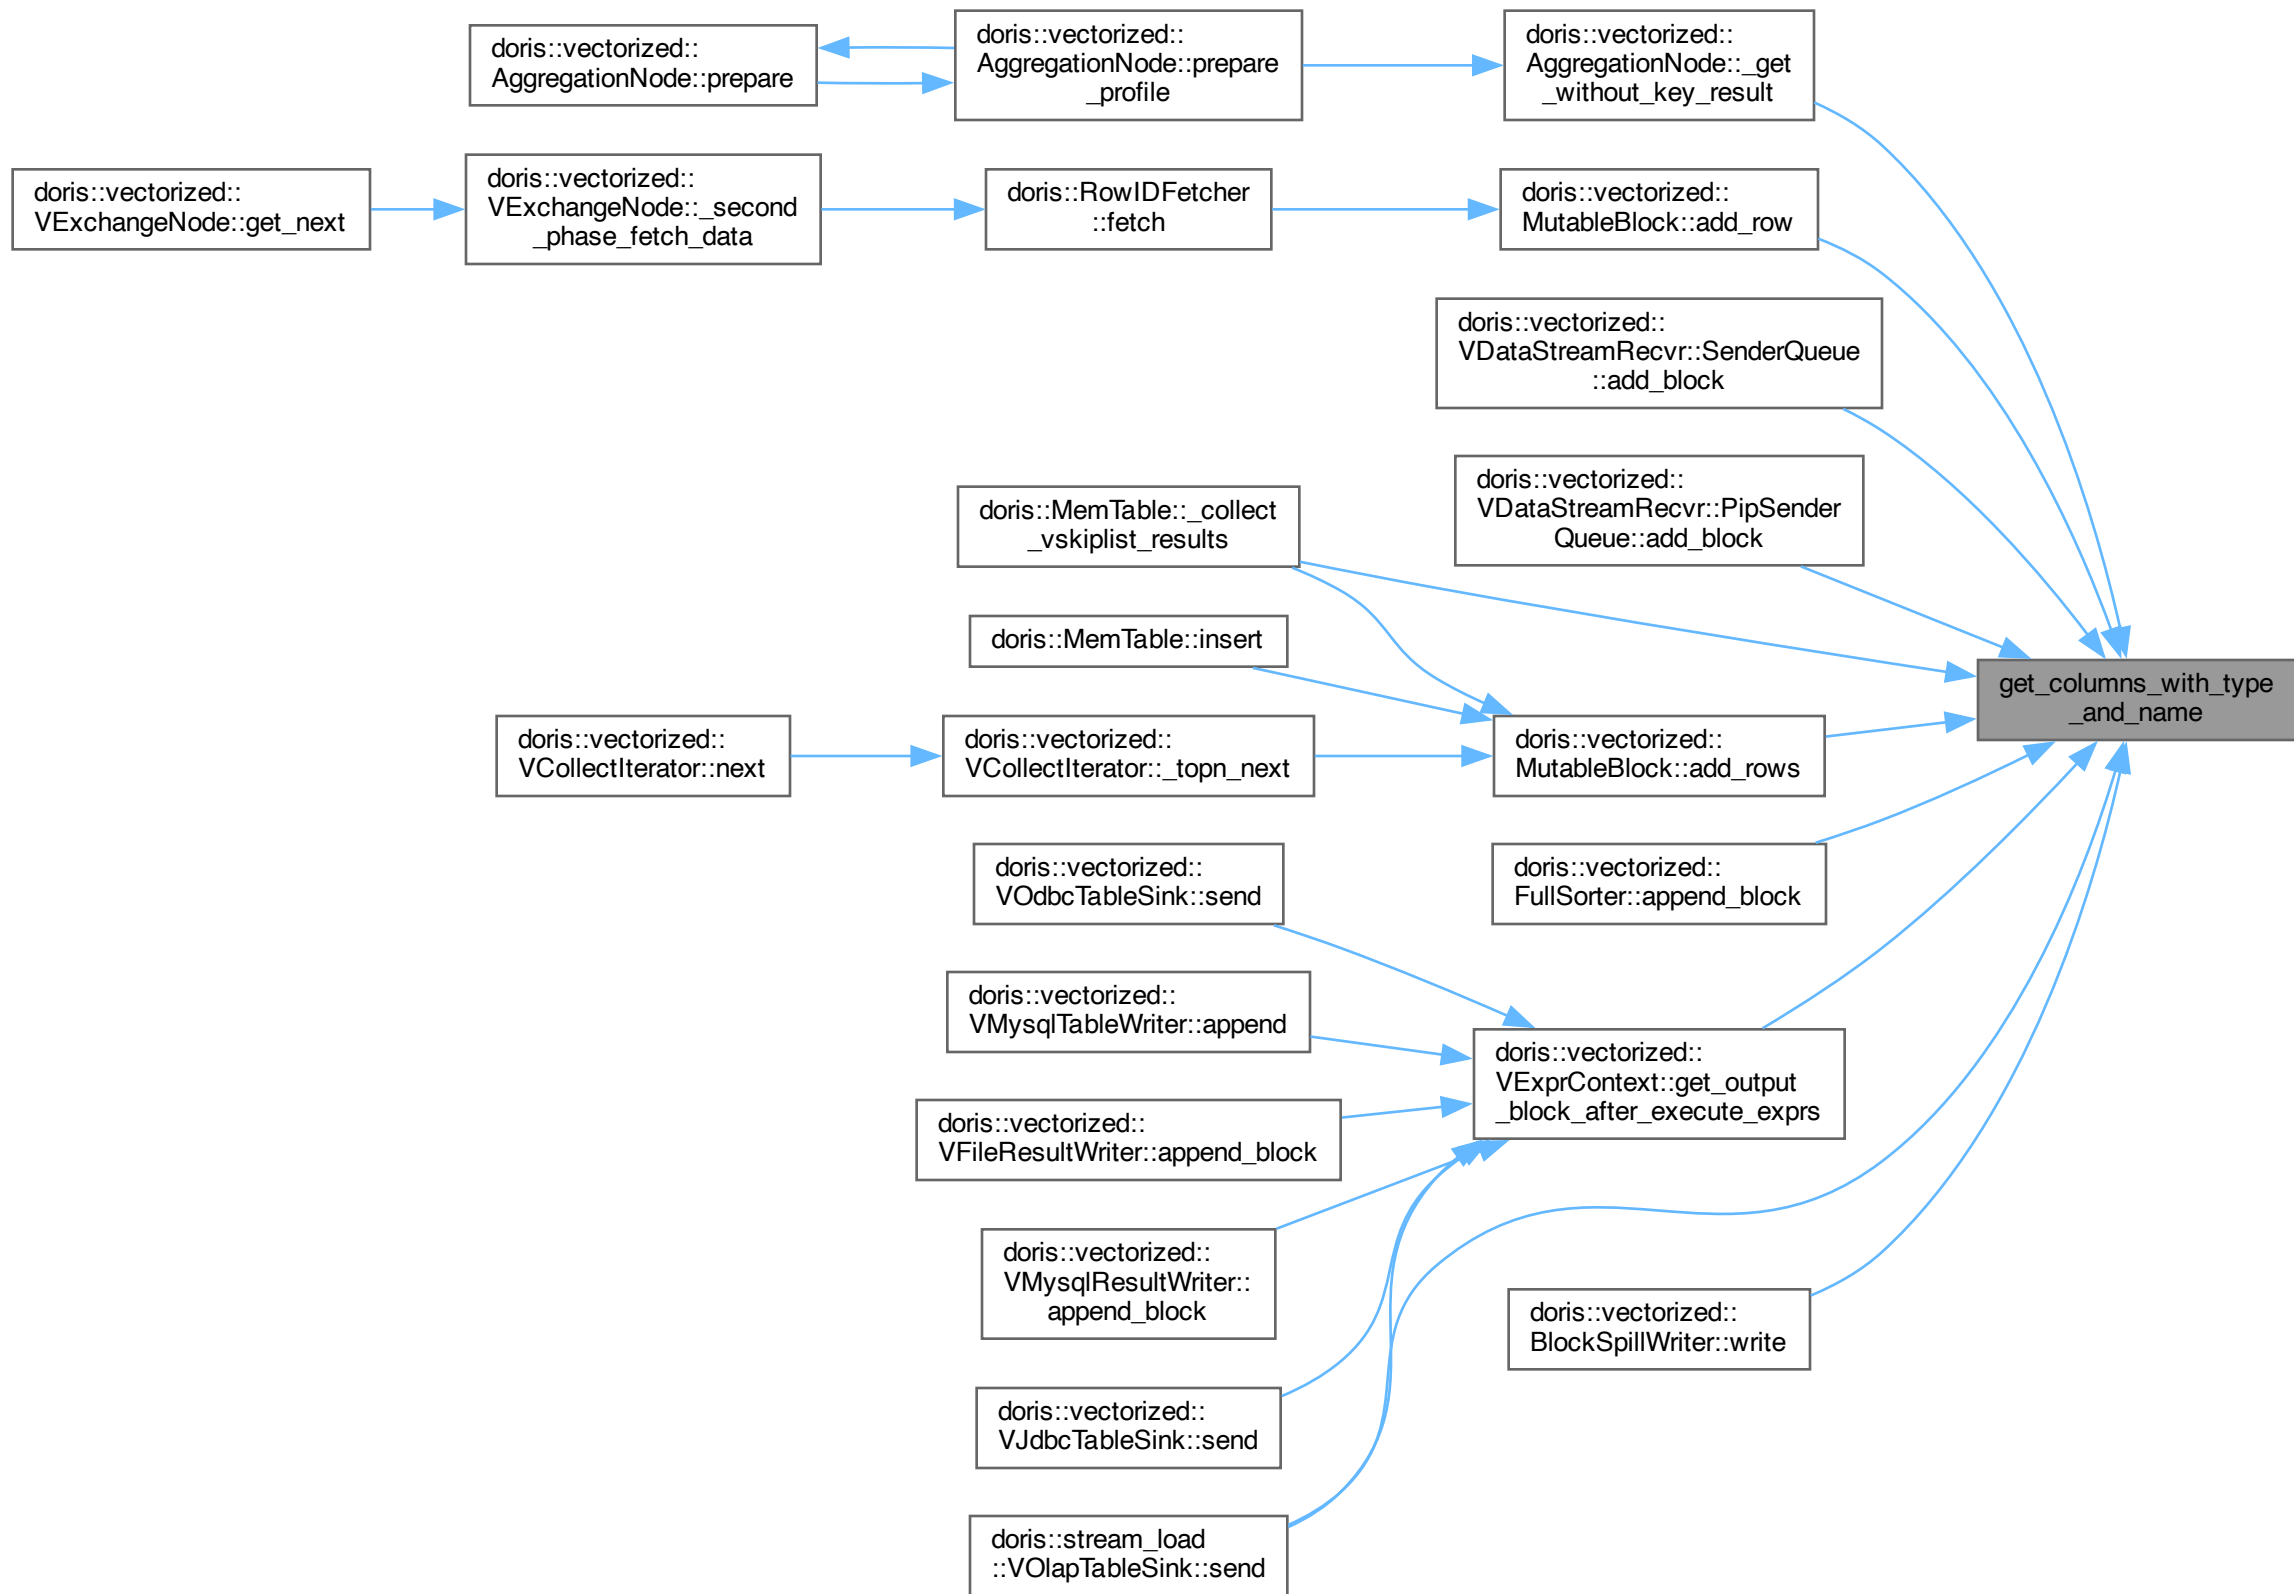 doris::vectorized::
AggregationNode::prepare
doris::vectorized::
AggregationNode::prepare
_profile
doris::vectorized::
AggregationNode::_get
_without_key_result
doris::vectorized::
VExchangeNode::get_next
doris::vectorized::
VExchangeNode::_second
_phase_fetch_data
doris::RowIDFetcher
::fetch
doris::vectorized::
MutableBlock::add_row
doris::vectorized::
VDataStreamRecvr::SenderQueue
::add_block
doris::vectorized::
VDataStreamRecvr::PipSender
Queue::add_block
doris::MemTable::_collect
_vskiplist_results
doris::MemTable::insert
get_columns_with_type
_and_name
doris::vectorized::
VCollectIterator::next
doris::vectorized::
VCollectIterator::_topn_next
doris::vectorized::
MutableBlock::add_rows
doris::vectorized::
VOdbcTableSink::send
doris::vectorized::
FullSorter::append_block
doris::vectorized::
VMysqlTableWriter::append
doris::vectorized::
VExprContext::get_output
_block_after_execute_exprs
doris::vectorized::
VFileResultWriter::append_block
doris::vectorized::
VMysqlResultWriter::
append_block
doris::vectorized::
BlockSpillWriter::write
doris::vectorized::
VJdbcTableSink::send
doris::stream_load
::VOlapTableSink::send